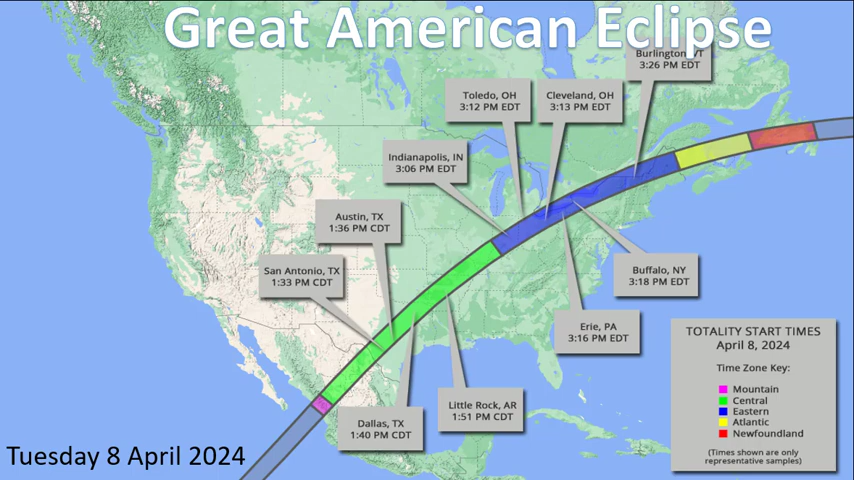 Great American Eclipse
Burlington, VT
3:26 PM EDT
Toledo, OH
3:12 PM EDT
Cleveland, OH
3:13 PM EDT
Indianapolis, IN
3:06 PM EDT
Austin, TX
1:36 PM CDT
San Antonio, TX
1:33 PM CDT
Buffalo, NY
3:18 PM EDT
Erie, PA
3:16 PM EDT
Little Rock, AR
1:51 PM CDT
Dallas, TX
1:40 PM CDT
TOTALITY START TIMES
April 8, 2024
Time Zone Key:
Mountain
Central
Eastern
Atlantic
Newfoundland
(Times shown are only
representative samples)
Tuesday 8 April 2024